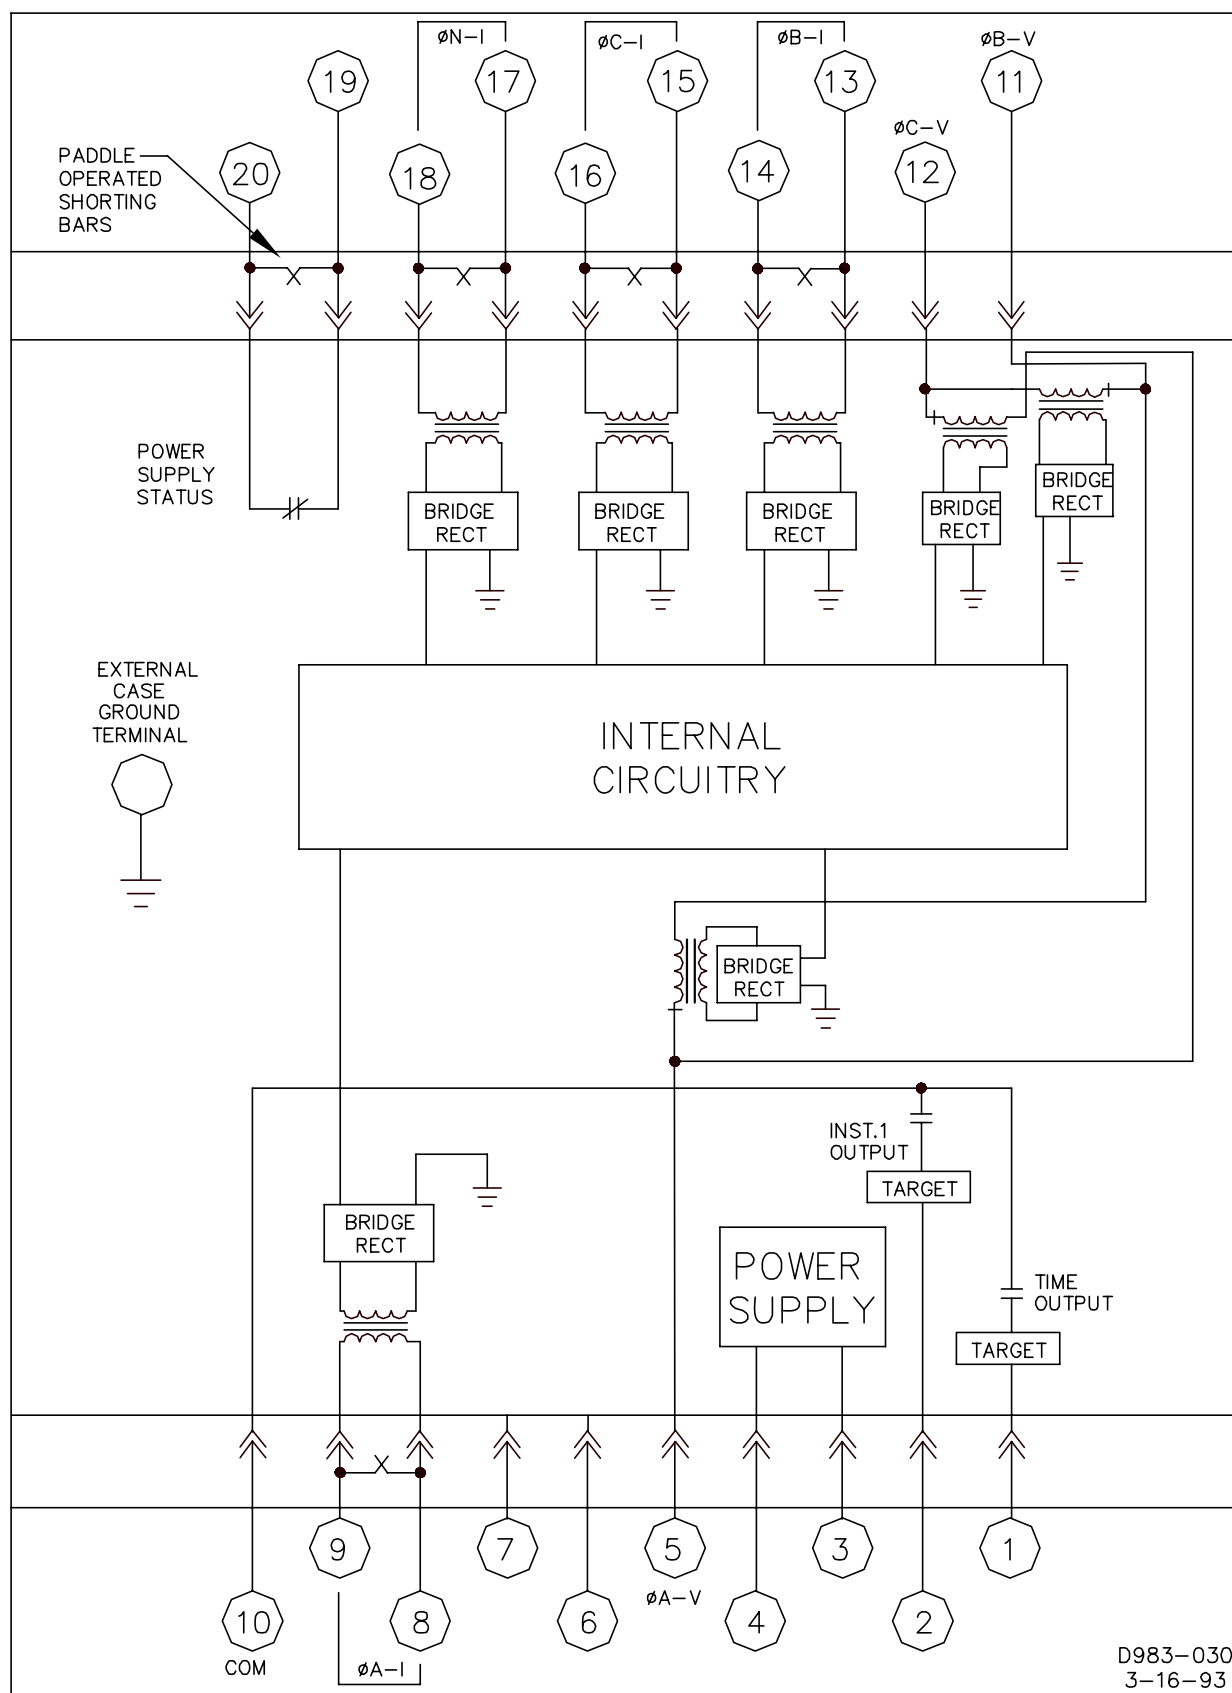 øN-I
øC-I
øB-I
øB-V
19
17
15
13
11
øC-V
PADDLE
OPERATED
SHORTING
BARS
20
18
16
14
12
POWER
SUPPLY
STATUS
BRIDGE
RECT
BRIDGE
RECT
BRIDGE
RECT
BRIDGE
RECT
BRIDGE
RECT
EXTERNAL
CASE
GROUND
TERMINAL
INTERNAL
CIRCUITRY
BRIDGE
RECT
INST.1
OUTPUT
TARGET
BRIDGE
RECT
POWER
SUPPLY
TIME
OUTPUT
TARGET
9
7
5
3
1
øA-V
10
8
6
4
2
COM
øA-I
D983-030
3-16-93